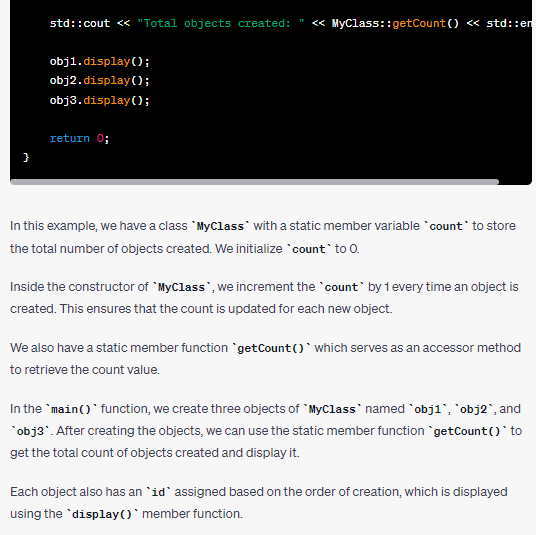 std::cout << "Total objects created: " << MyClass::getCount() << std::en
obj1.display();
obj2.display();
obj3.display();
return 0;
}
In this example, we have a class `MyClass` with a static member variable `count` to store
the total number of objects created. We initialize `count` to 0.
Inside the constructor of `MyClass`, we increment the `count` by 1 every time an object is
created. This ensures that the count is updated for each new object.
We also have a static member function `getCount()` which serves as an accessor method
to retrieve the count value.
In the `main()` function, we create three objects of `MyClass` named `obj1`, `obj2`, and
`obj3`. After creating the objects, we can use the static member function `getCount()` to
get the total count of objects created and display it.
Each object also has an `id` assigned based on the order of creation, which is displayed
using the `display()` member function.